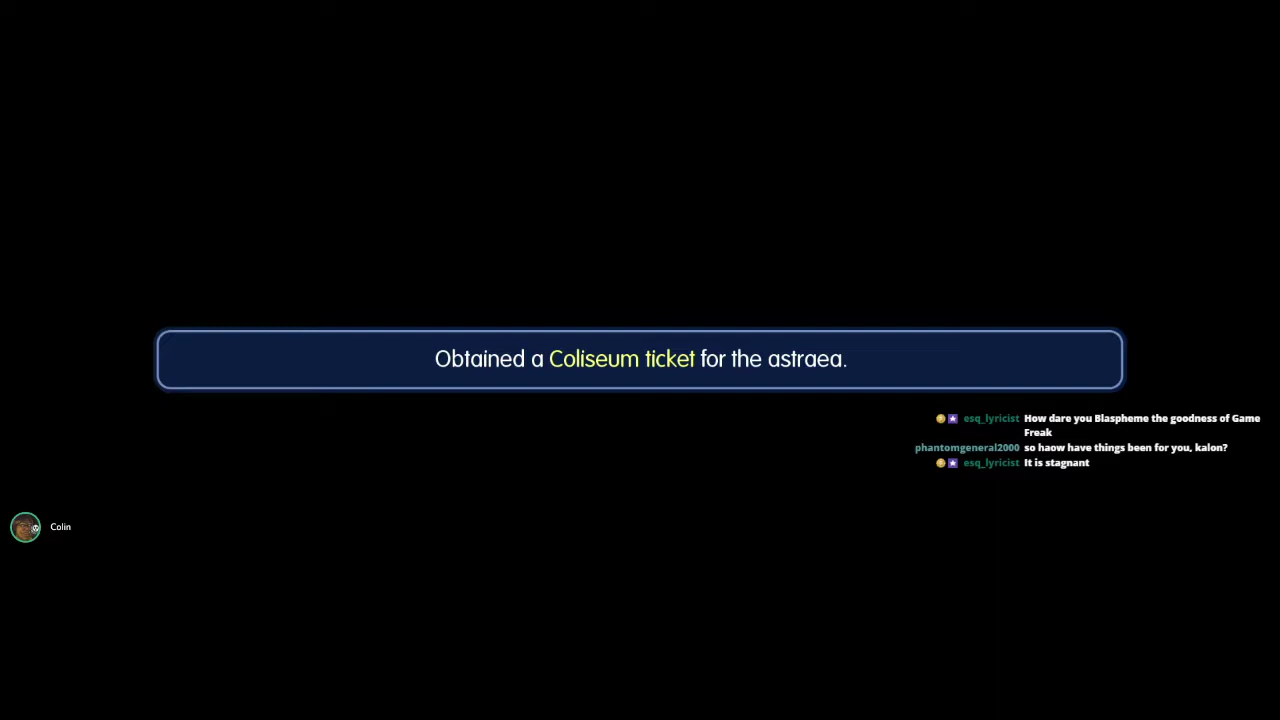 Obtained a Coliseum ticket for the astraea.
esq_lyricist How dare you Blaspheme the goodness of Game
Freak
phantomgeneral2000 so haow have things been for you, kalon?
esq_lyricist It is stagnant
Colin